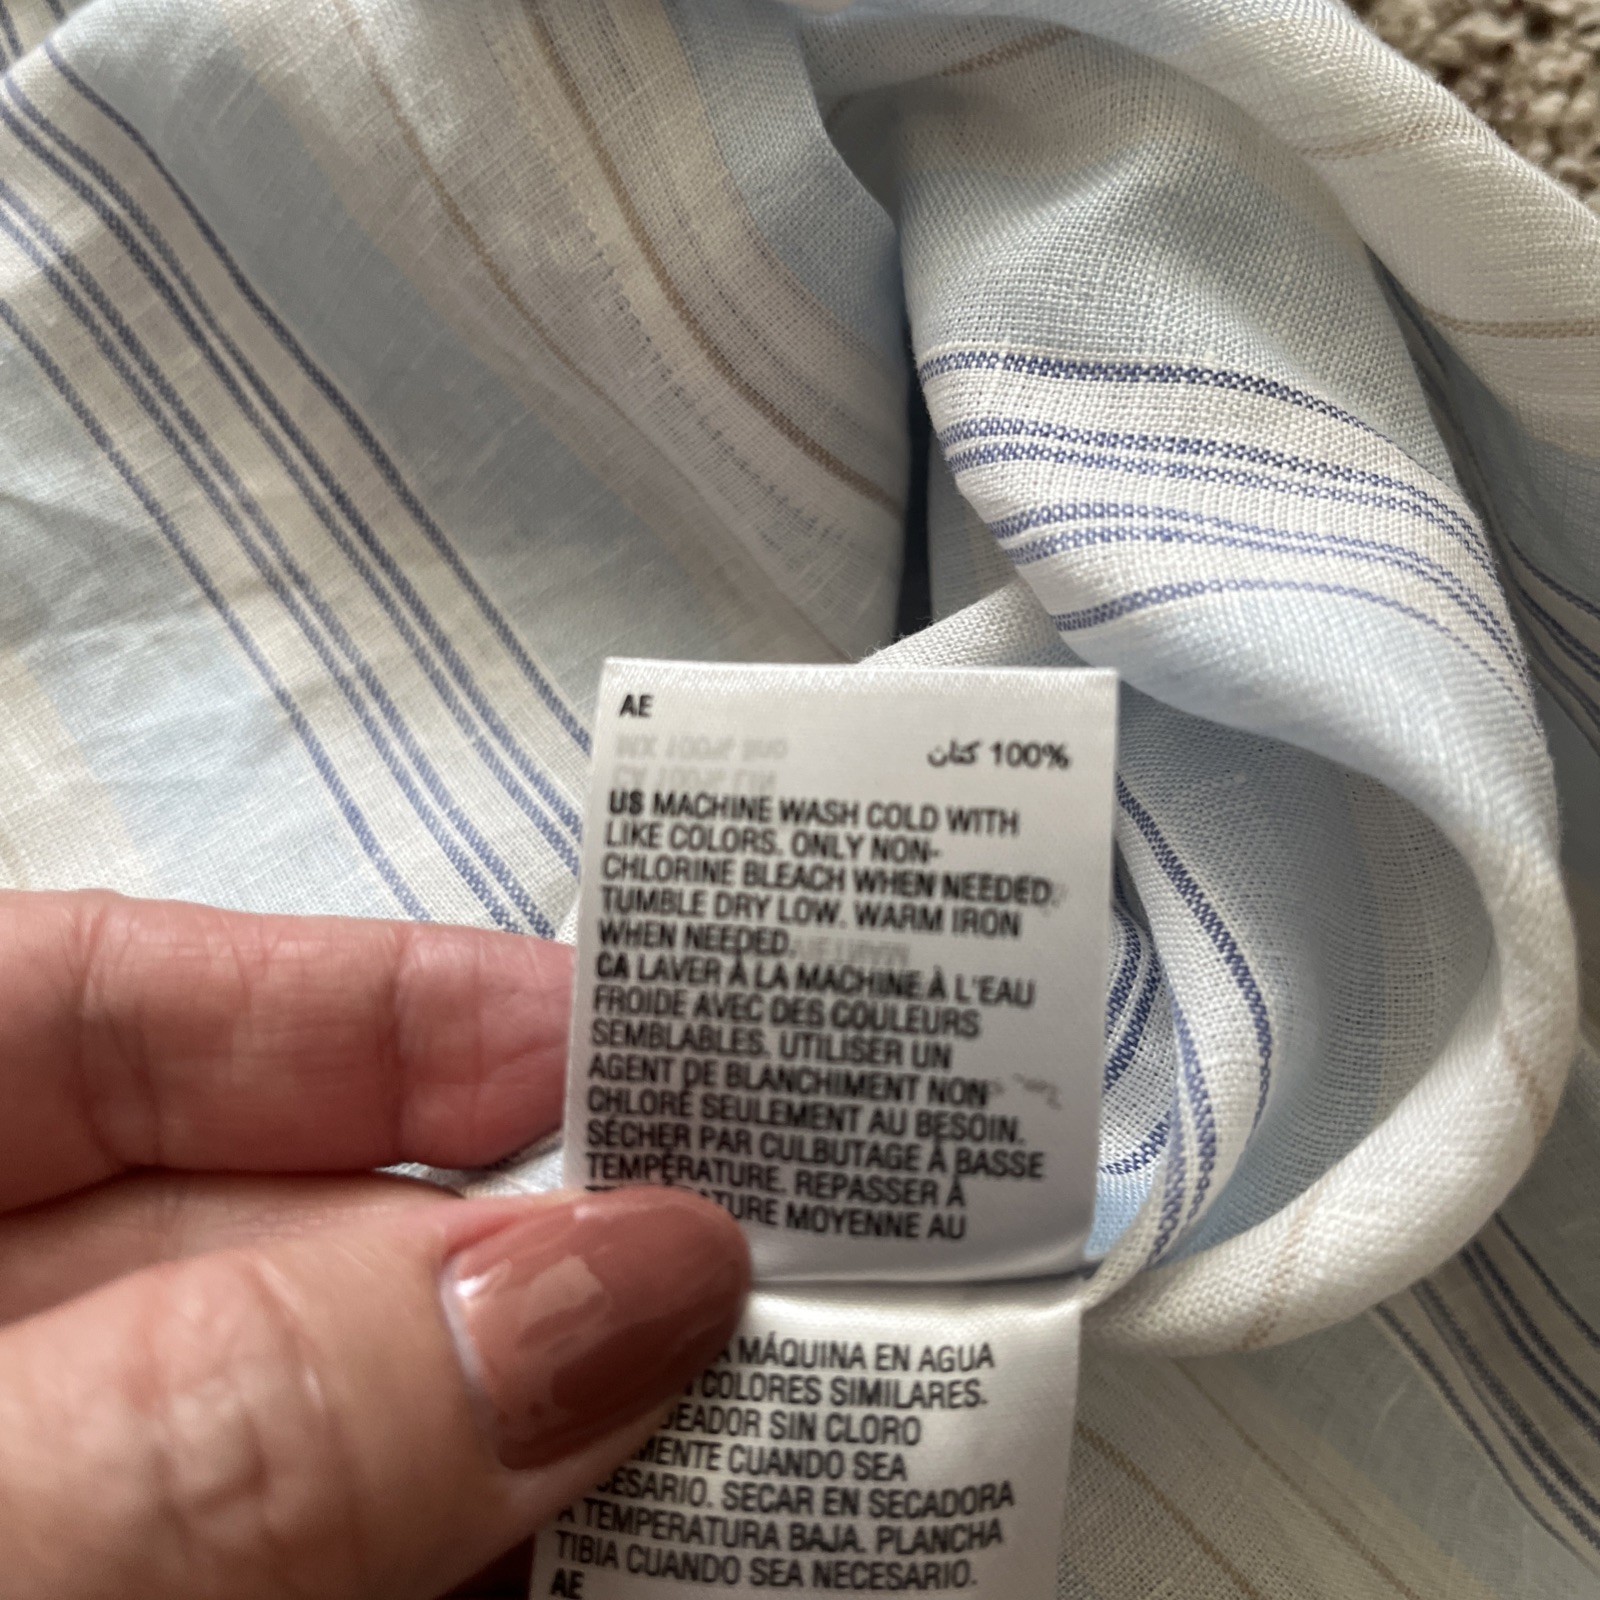 AE
كتان 100%
US MACHINE WASH COLD WITH
LIKE COLORS. ONLY NON-
CHLORINE BLEACH WHEN NEEDED.
TUMBLE DRY LOW. WARM IRON
WHEN NEEDED.
CA LAVER À LA MACHINE À L'EAU
FROIDE AVEC DES COULEURS
SEMBLABLES. UTILISER UN
AGENT DE BLANCHIMENT NON
CHLORÉ SEULEMENT AU BESOIN.
SÉCHER PAR CULBUTAGE À BASSE
TEMPÉRATURE. REPASSER À
MOYENNE AU
MÁQUINA EN AGUA
COLORES SIMILARES.
SIN CLORO
CUANDO SEA
SECAR EN SECADORA
A TEMPERATURA BAJA. PLANCHA
TIBIA CUANDO SEA NECESARIO.
AE